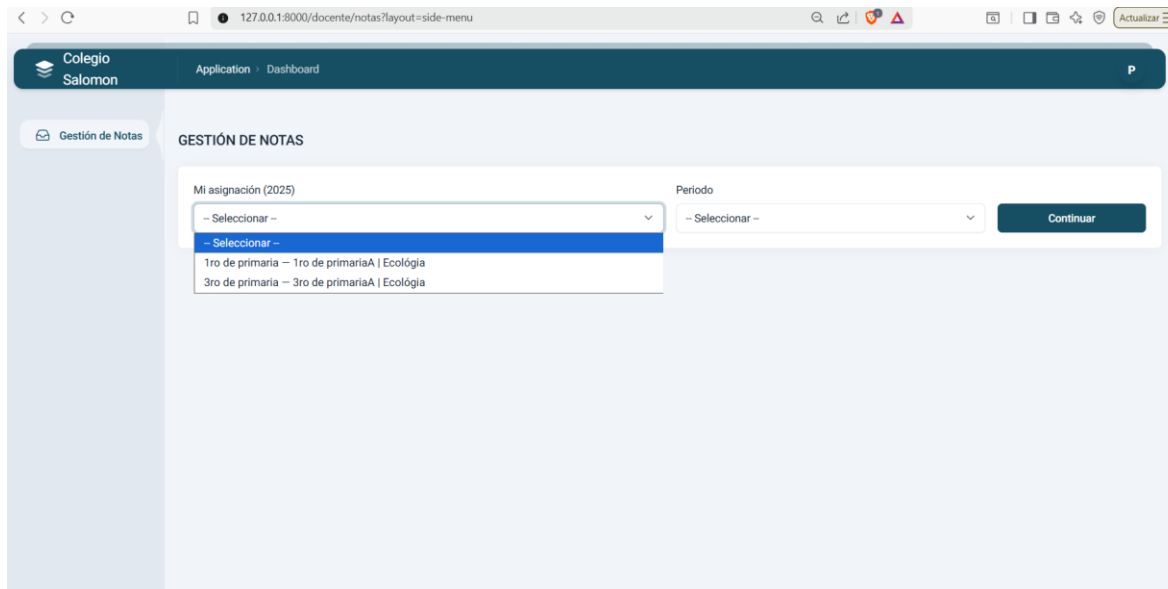 127.0.0.1:8000/docente/notas?layout=side-menu
Actualizar
Colegio
Salomon
Application > Dashboard
P
Gestión de Notas
GESTIÓN DE NOTAS
Mi asignación (2025)
Periodo
-- Seleccionar --
-- Seleccionar --
Continuar
-- Seleccionar --
1ro de primaria — 1ro de primariaA | Ecológia
3ro de primaria — 3ro de primariaA | Ecológia